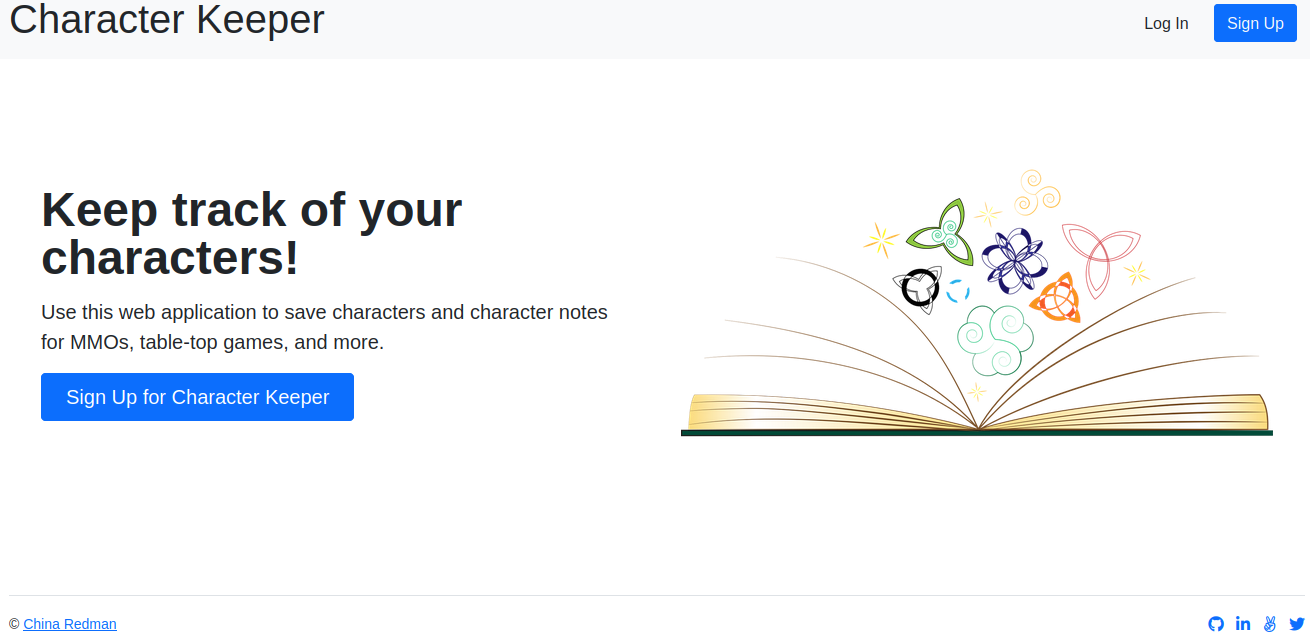 Character Keeper
Log In
Sign Up
Keep track of your
characters!
Use this web application to save characters and character notes
for MMOs, table-top games, and more.
Sign Up for Character Keeper
© China Redman